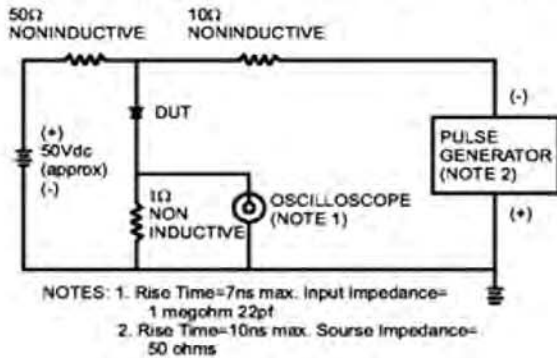 50Ω
NONINDUCTIVE
10Ω
NONINDUCTIVE
DUT
(+)
50Vdc
(approx)
(-)
1Ω
NON
INDUCTIVE
OSCILLOSCOPE
(NOTE 1)
(-)
PULSE
GENERATOR
(NOTE 2)
(+)
NOTES: 1. Rise Time=7ns max. Input Impedance=
1 megohm 22pf
2. Rise Time=10ns max. Sourse Impedance=
50 ohms